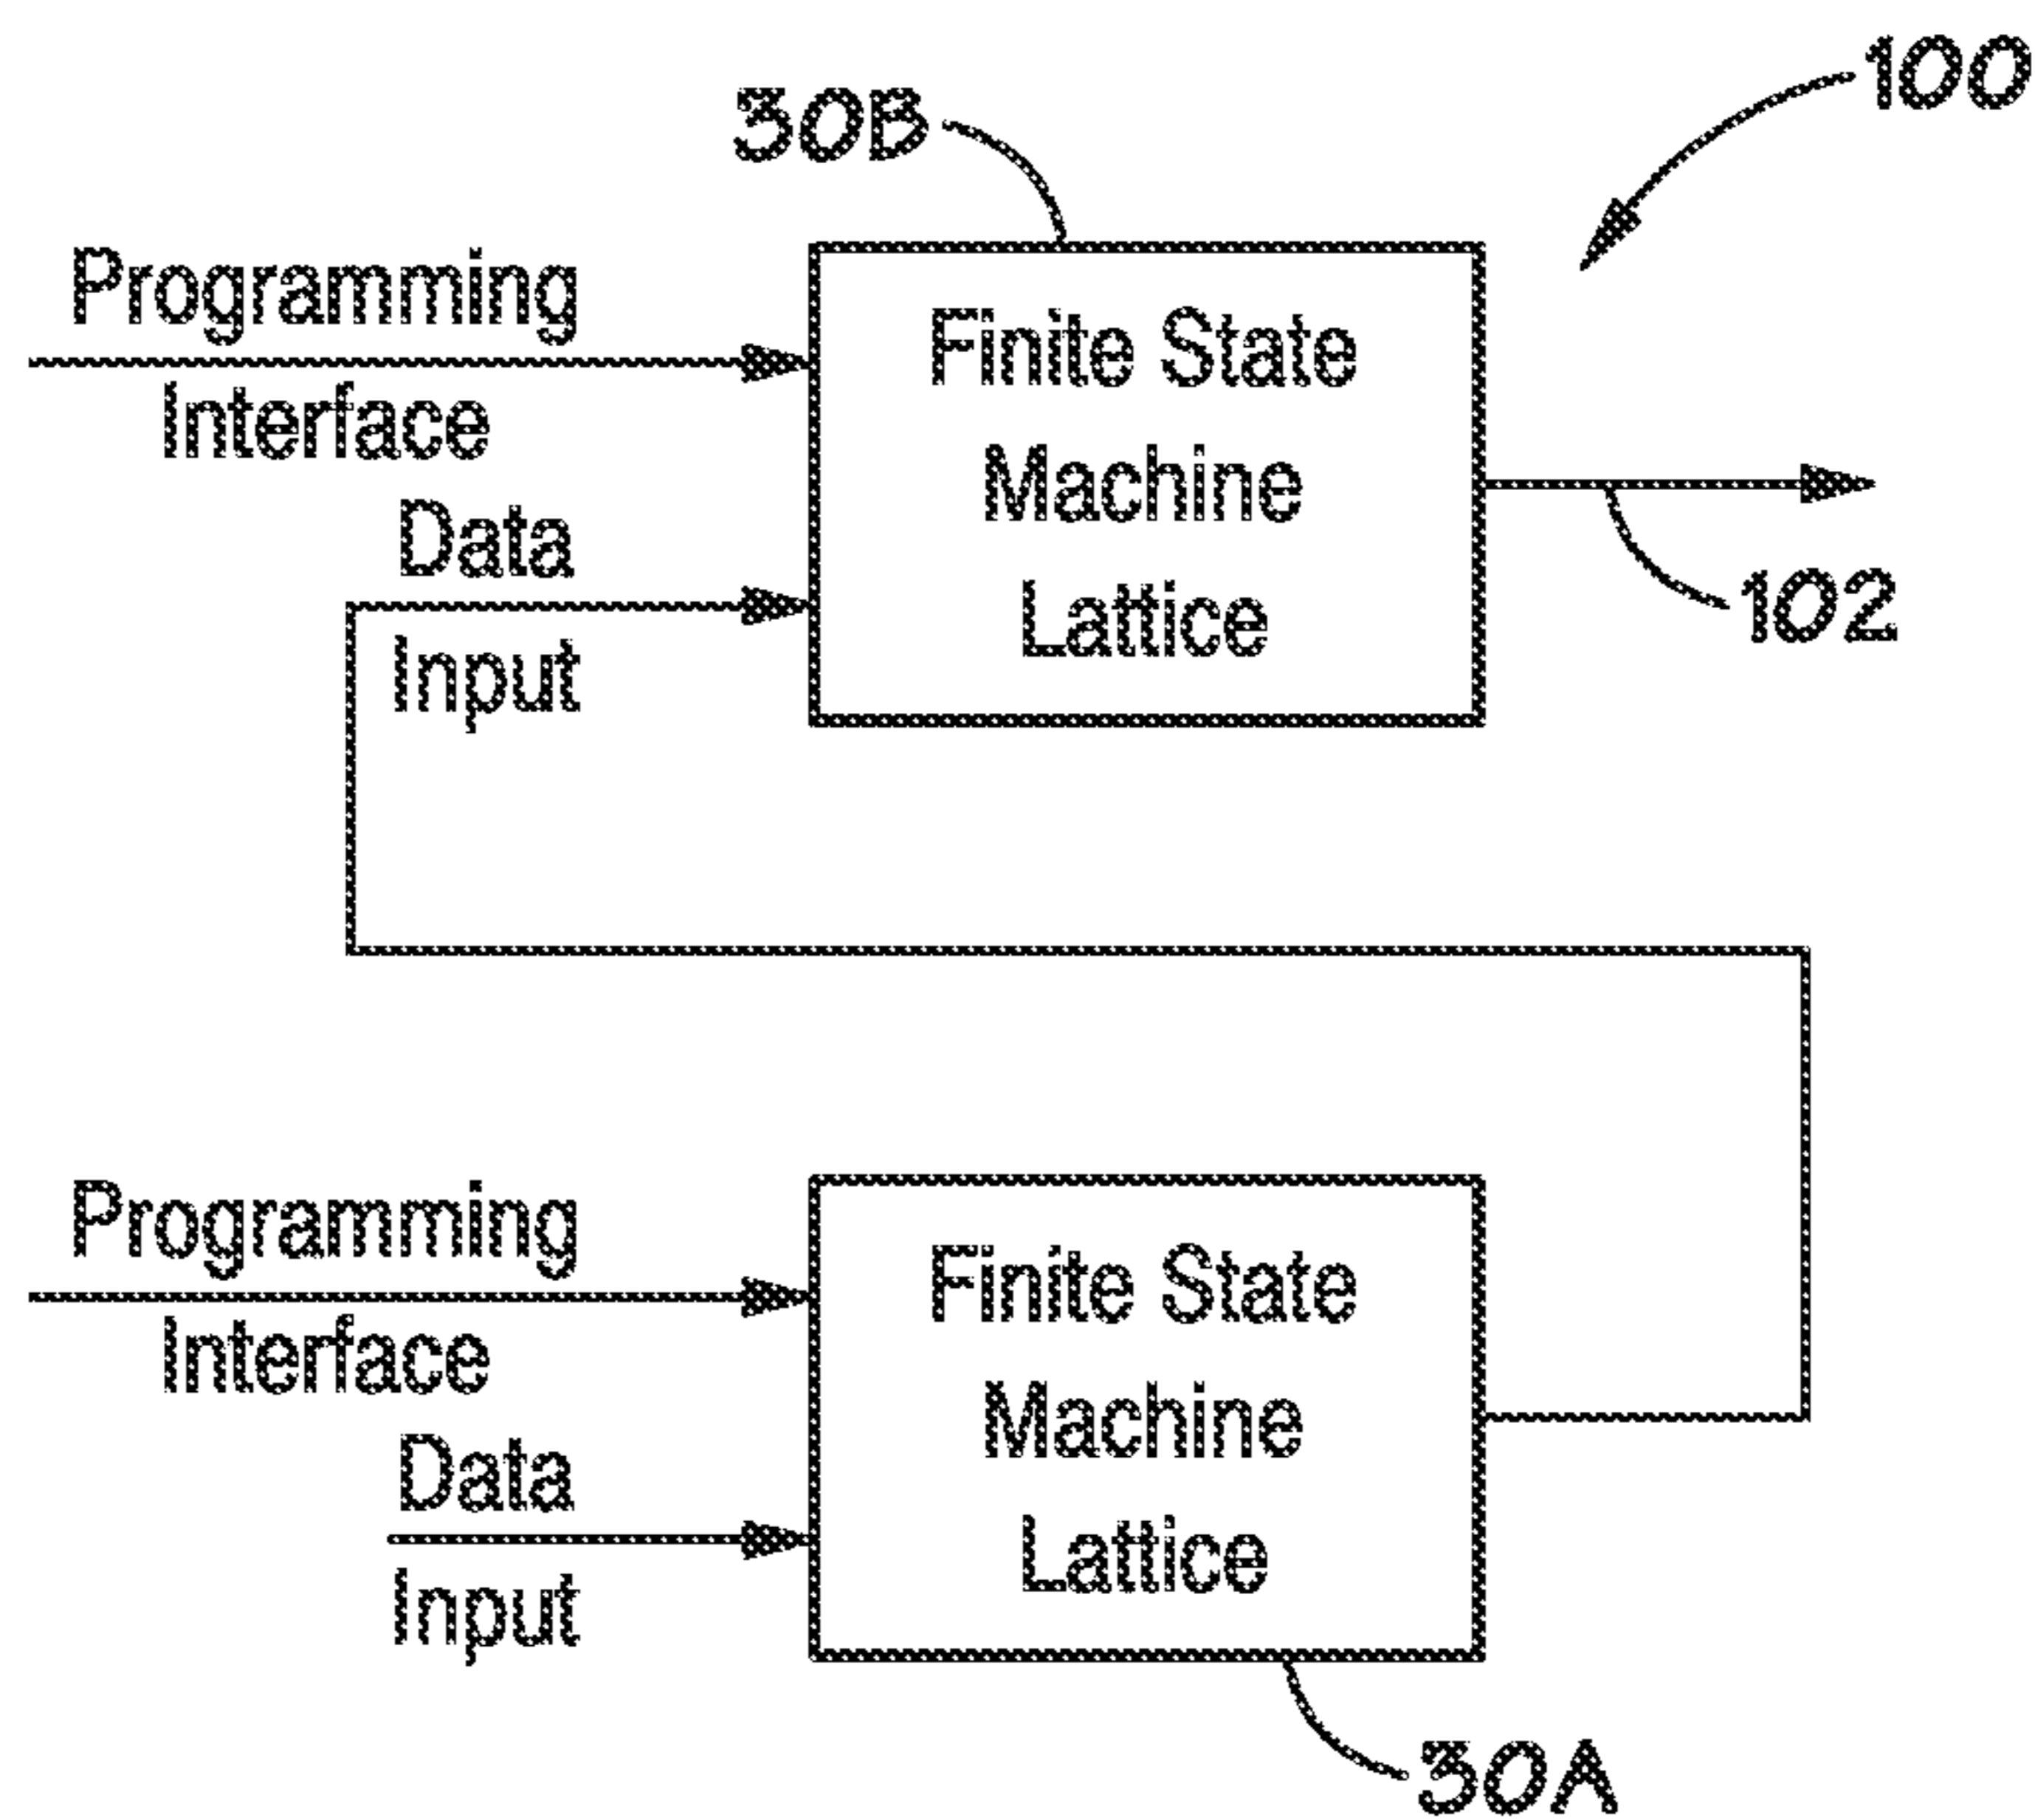 100
30B
Programming
Interface
Data
Input
Finite State
Machine
Lattice
102
Programming
Interface
Data
Input
Finite State
Machine
Lattice
30A